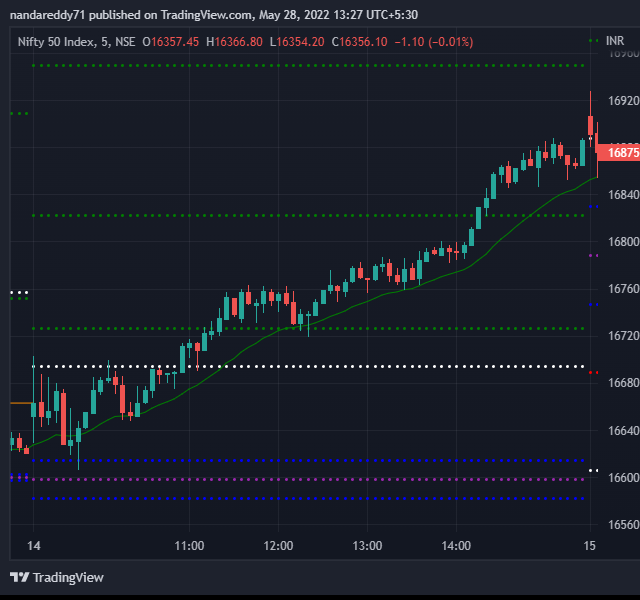 nandareddy71 published on TradingView.com, May 28, 2022 13:27 UTC+5:30
Nifty 50 Index, 5, NSE O16357.45 H16366.80 L16354.20 C16356.10 −1.10 (−0.01%)
INR
16920
16875
16840
16800
16760
16720
16680
16640
16600
16560
14 11:00 12:00 13:00 14:00 15
TradingView